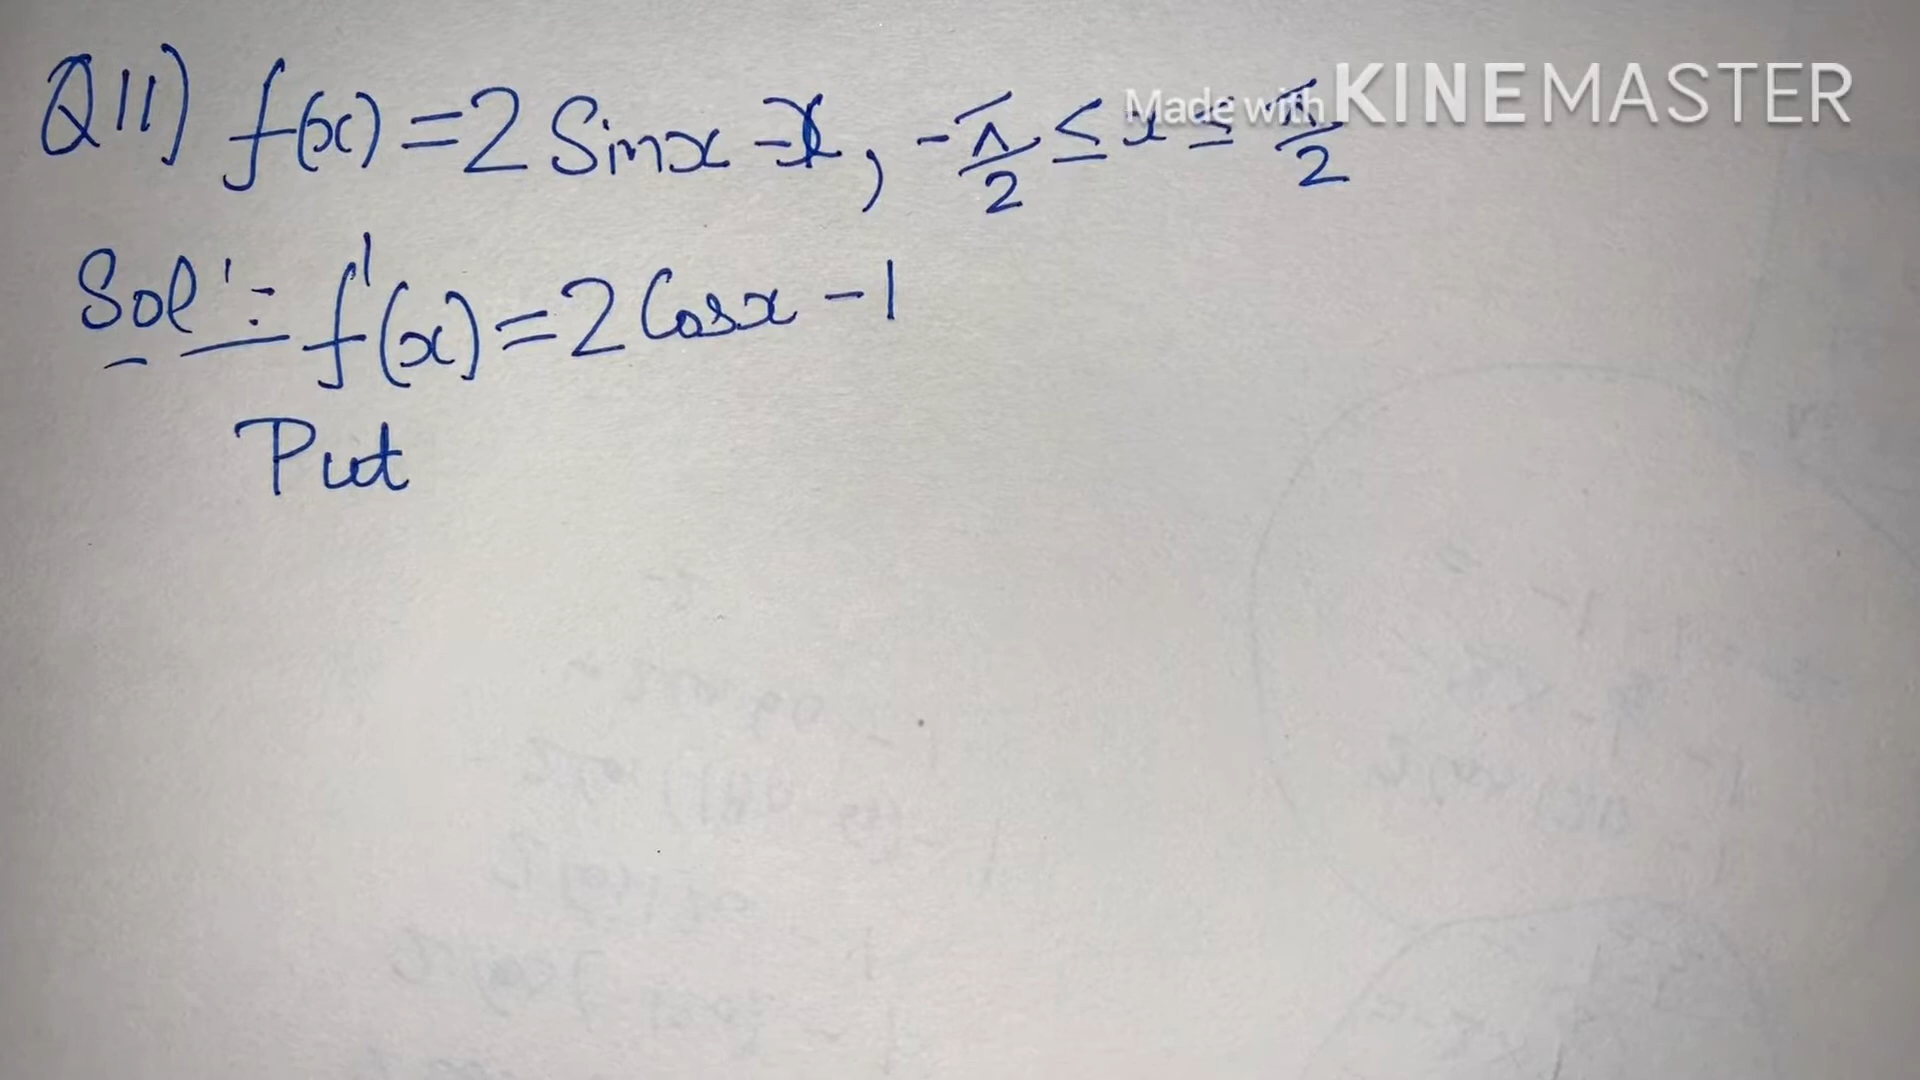 Q11) f(x) = 2 Sinx - x, -π/2 ≤ x ≤ π/2
Made with KINEMASTER
Sol':- f'(x) = 2 Cosx - 1
Put